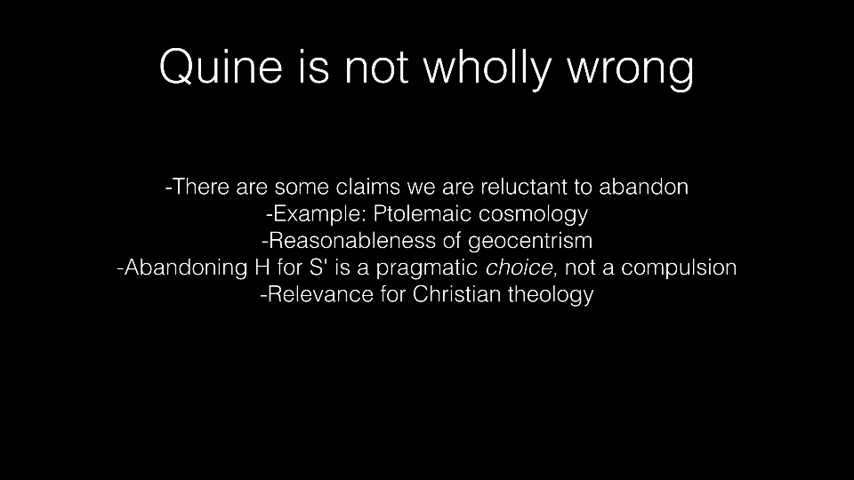 Quine is not wholly wrong
-There are some claims we are reluctant to abandon
-Example: Ptolemaic cosmology
-Reasonableness of geocentrism
-Abandoning H for S' is a pragmatic choice, not a compulsion
-Relevance for Christian theology